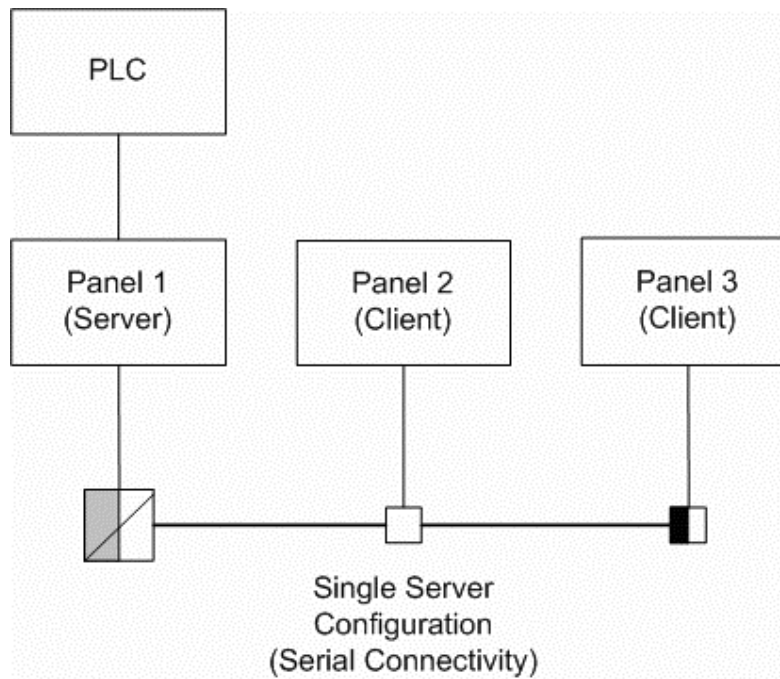 PLC
Panel 1
(Server)
Panel 2
(Client)
Panel 3
(Client)
Single Server
Configuration
(Serial Connectivity)